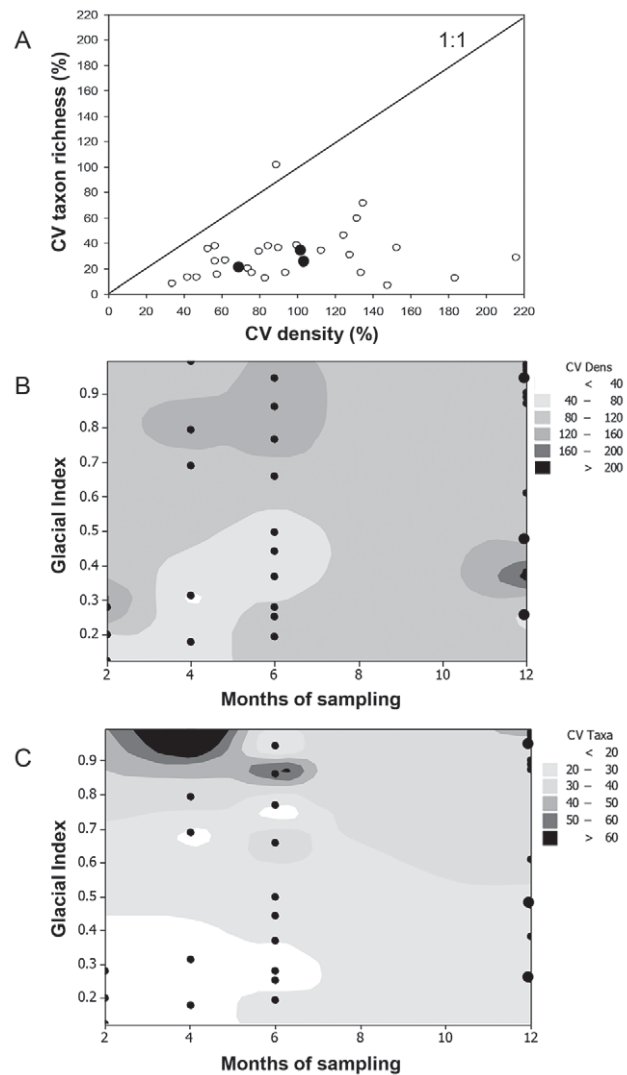 A
CV taxon richness (%)
220
200
180
160
140
120
100
80
60
40
20
0
1:1
0 20 40 60 80 100 120 140 160 180 200 220
CV density (%)
B
Glacial Index
0.9
0.8
0.7
0.6
0.5
0.4
0.3
0.2
2 4 6 8 10 12
Months of sampling
CV Dens
< 40
40 – 80
80 – 120
120 – 160
160 – 200
> 200
C
Glacial Index
0.9
0.8
0.7
0.6
0.5
0.4
0.3
0.2
2 4 6 8 10 12
Months of sampling
CV Taxa
< 20
20 – 30
30 – 40
40 – 50
50 – 60
> 60